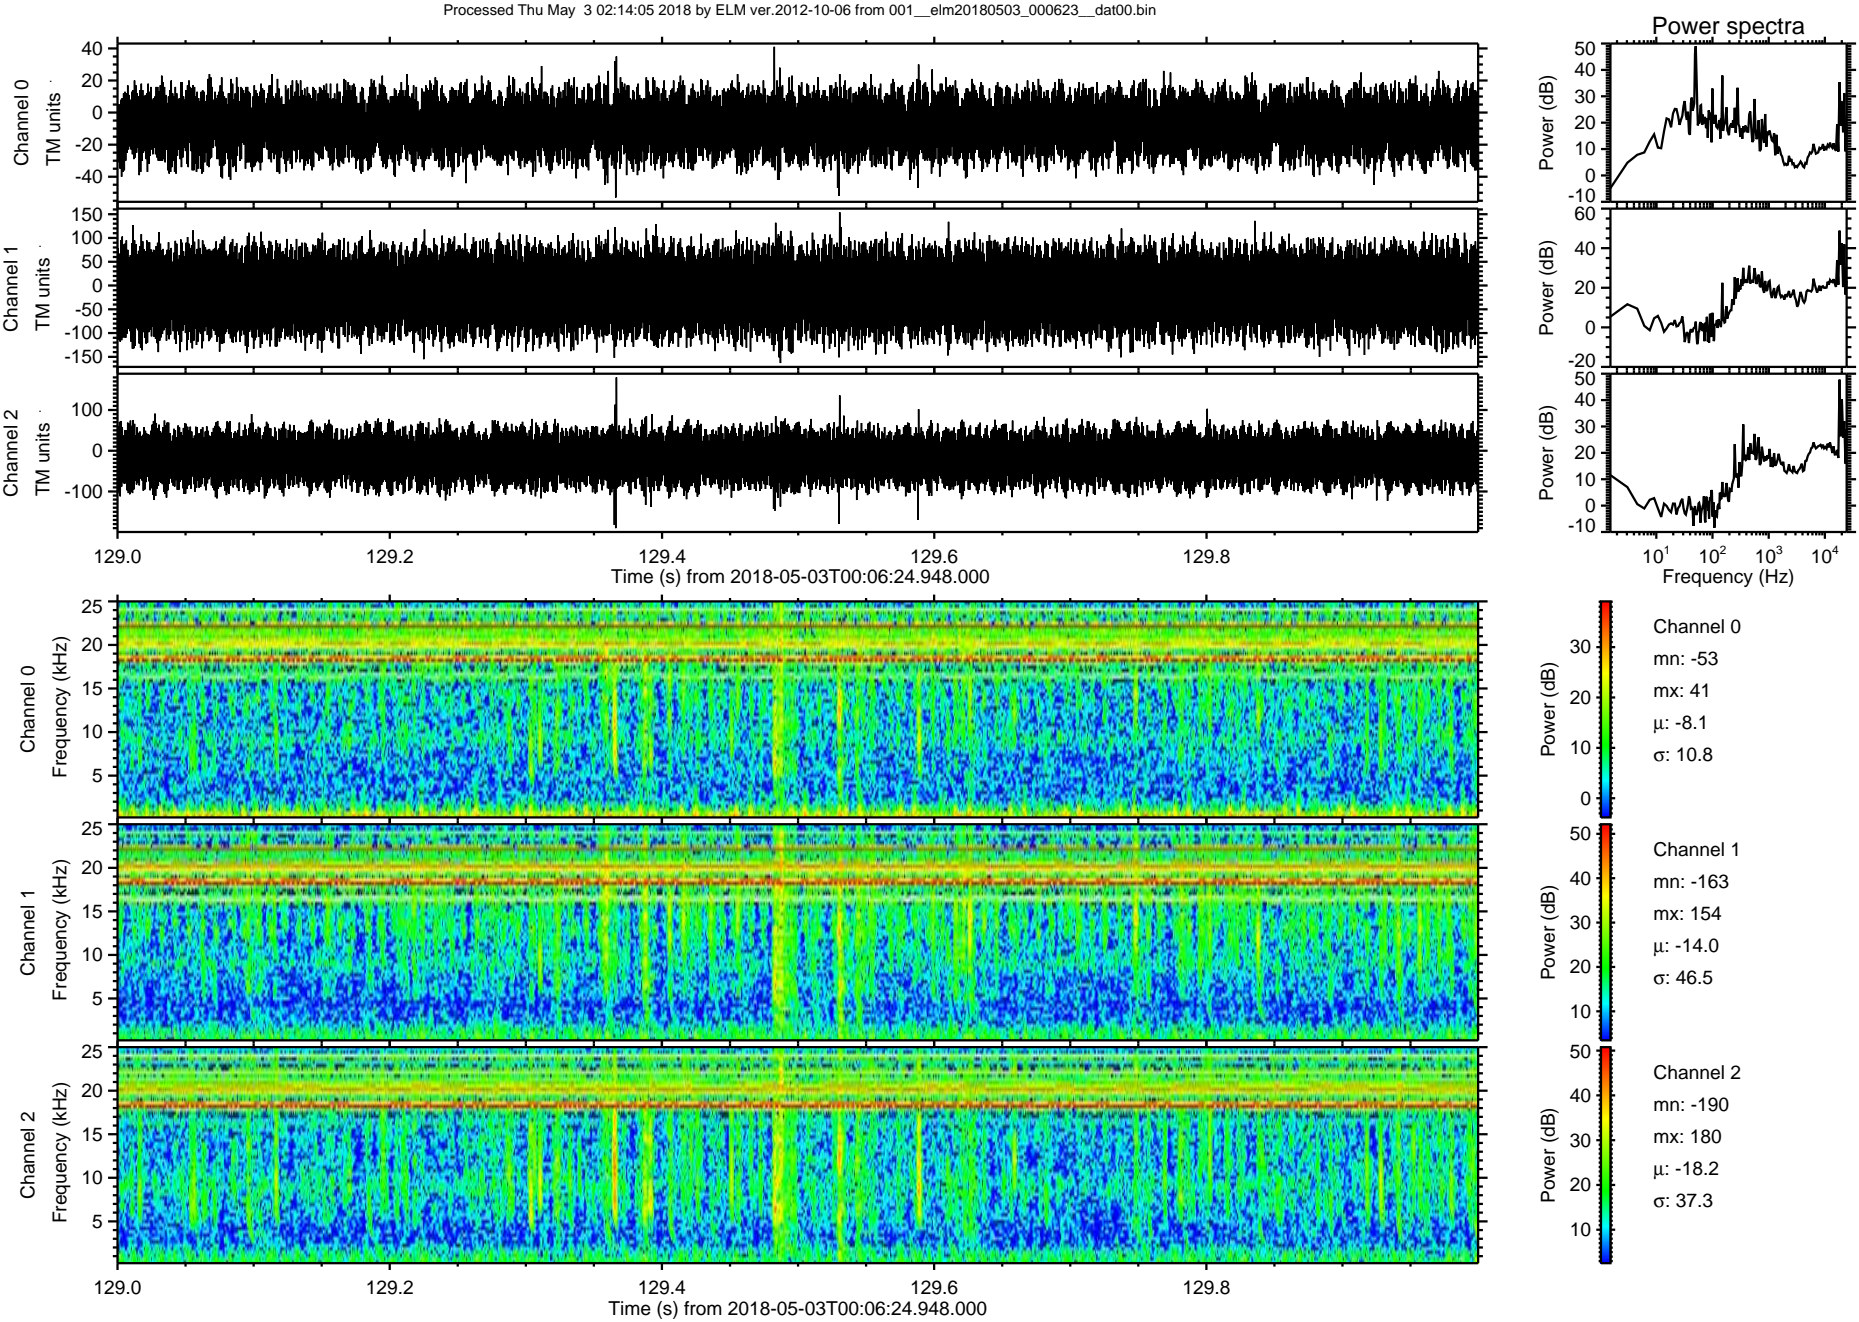 Processed Thu May  3 02:14:05 2018 by ELM ver.2012-10-06 from 001__elm20180503_000623__dat00.bin
Power spectra
Channel 0
TM units
40
20
0
-20
-40
Power (dB)
50
40
30
20
10
0
-10
Channel 1
TM units
150
100
50
0
-50
-100
-150
Power (dB)
60
40
20
0
-20
Channel 2
TM units
100
0
-100
Power (dB)
50
40
30
20
10
0
-10
129.0 129.2 129.4 129.6 129.8
Time (s) from 2018-05-03T00:06:24.948.000
10^1 10^2 10^3 10^4
Frequency (Hz)
Channel 0
Frequency (kHz)
25
20
15
10
5
Power (dB)
30
20
10
0
Channel 0
mn: -53
mx: 41
μ: -8.1
σ: 10.8
Channel 1
Frequency (kHz)
25
20
15
10
5
Power (dB)
50
40
30
20
10
Channel 1
mn: -163
mx: 154
μ: -14.0
σ: 46.5
Channel 2
Frequency (kHz)
25
20
15
10
5
Power (dB)
50
40
30
20
10
Channel 2
mn: -190
mx: 180
μ: -18.2
σ: 37.3
129.0 129.2 129.4 129.6 129.8
Time (s) from 2018-05-03T00:06:24.948.000